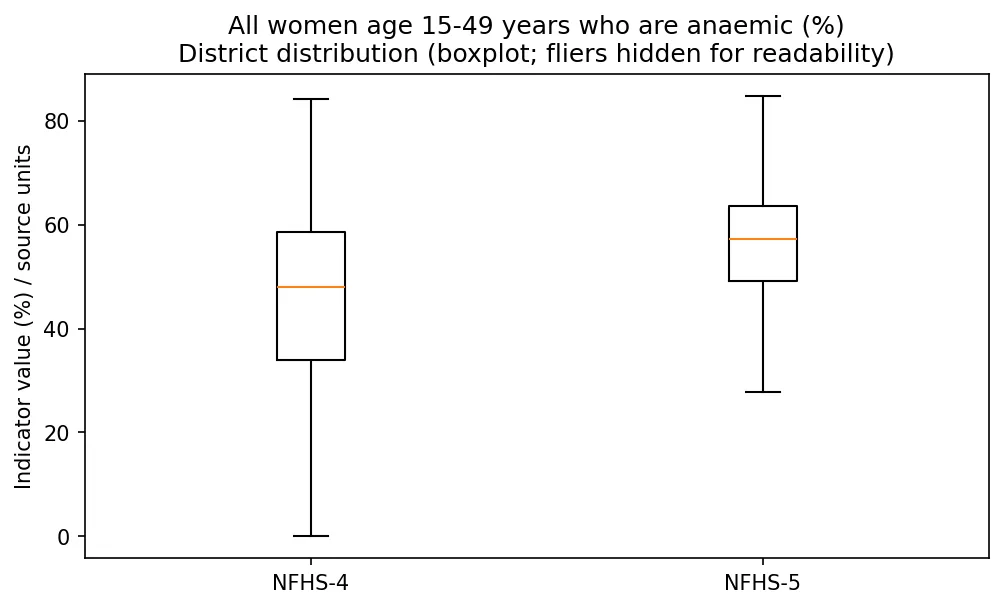 All women age 15-49 years who are anaemic (%)
District distribution (boxplot; fliers hidden for readability)
Indicator value (%) / source units
80
60
40
20
0
NFHS-4
NFHS-5